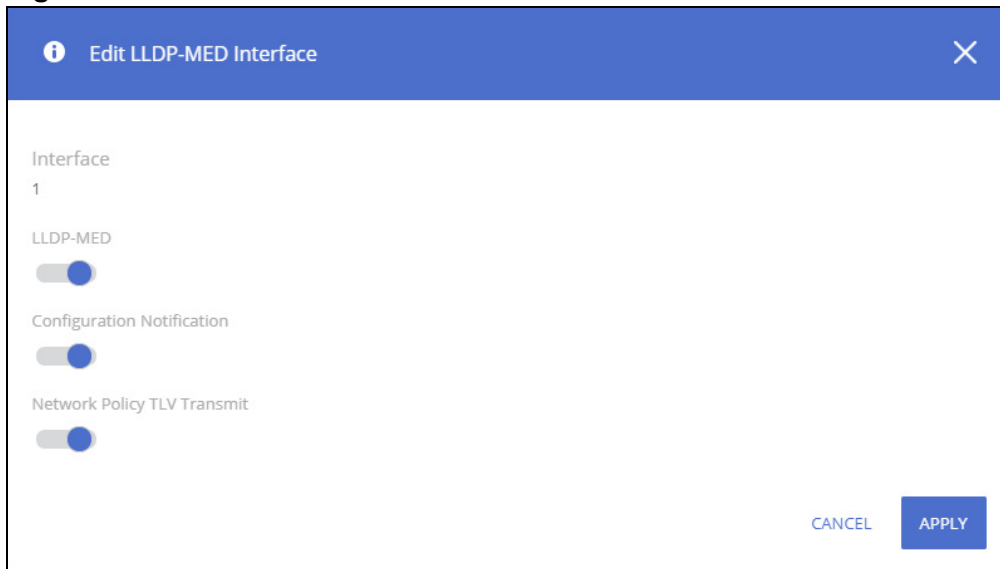 Edit LLDP-MED Interface
Interface
1
LLDP-MED
Configuration Notification
Network Policy TLV Transmit
CANCEL APPLY